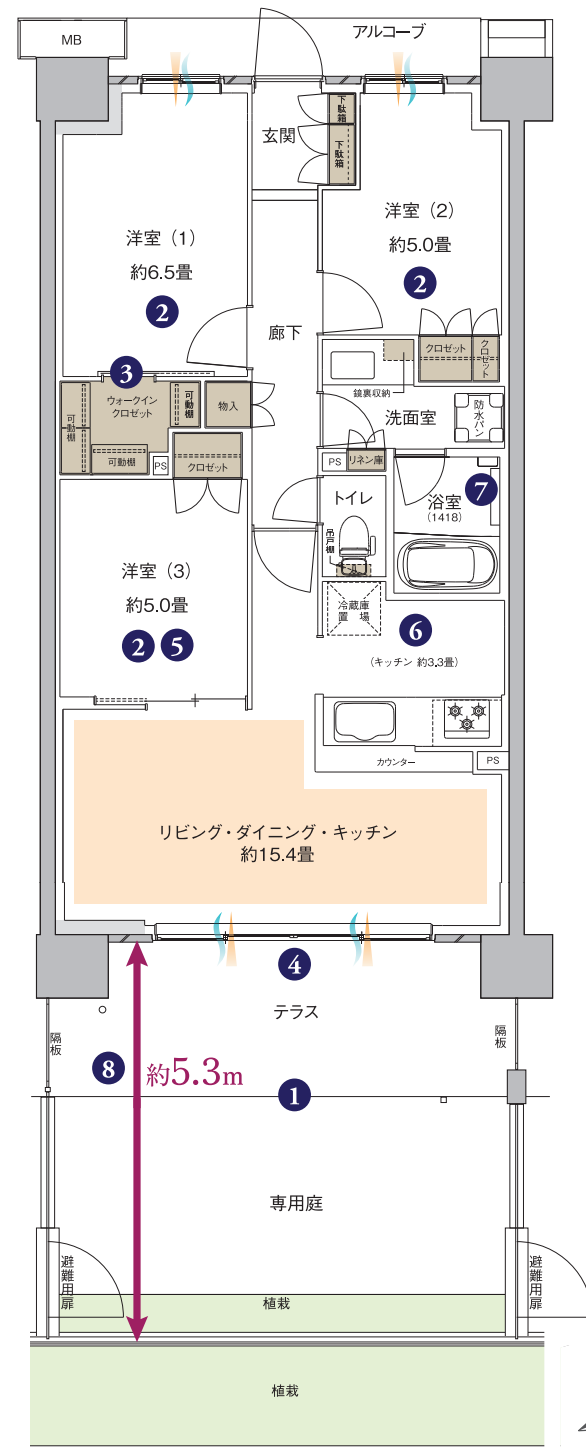 MB
アルコーブ
玄関
下駄箱
下駄箱
洋室（1）
約6.5畳
2
洋室（2）
約5.0畳
2
廊下
3
ウォークイン
クロゼット
可動棚
可動棚
可動棚
物入
PS
クロゼット
クロゼット
クロゼット
鏡裏収納
洗面室
防水パン
PS
リネン庫
トイレ
吊戸棚
浴室
（1418）
7
洋室（3）
約5.0畳
2
5
冷蔵庫
置場
6
（キッチン 約3.3畳）
カウンター
PS
リビング・ダイニング・キッチン
約15.4畳
4
テラス
隔板
隔板
8
約5.3m
1
専用庭
避難用扉
避難用扉
植栽
植栽